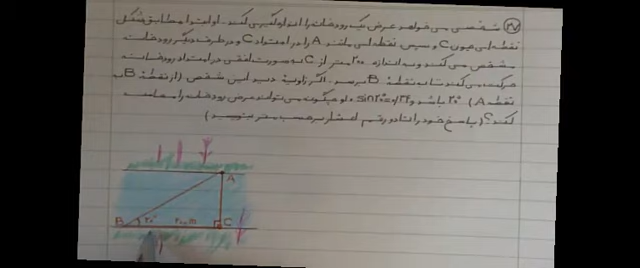 ۲۷ شخصی می خواهد عرض یک رودخانه را اندازه گیری کند. او ابتدا مطابق شکل
نقطه ای چون C و سپس نقطه ای مانند A را در امتداد C و در طرف دیگر رودخانه
مشخص می کند و به اندازه ۲۰۰ متر از C به صورت افقی در امتداد رودخانه
حرکت می کند تا به نقطهٔ B برسد. اگر زاویهٔ دید این شخص (از نقطهٔ B به
نقطهٔ A) ۲۰° باشد و sin۲۰°=۰/۳۴ ، او چگونه می تواند عرض رودخانه را محاسبه
کند؟ (پاسخ خود را تا دو رقم اعشار بر حسب متر بنویسید)
A
B ۲۰° ۲۰۰m C